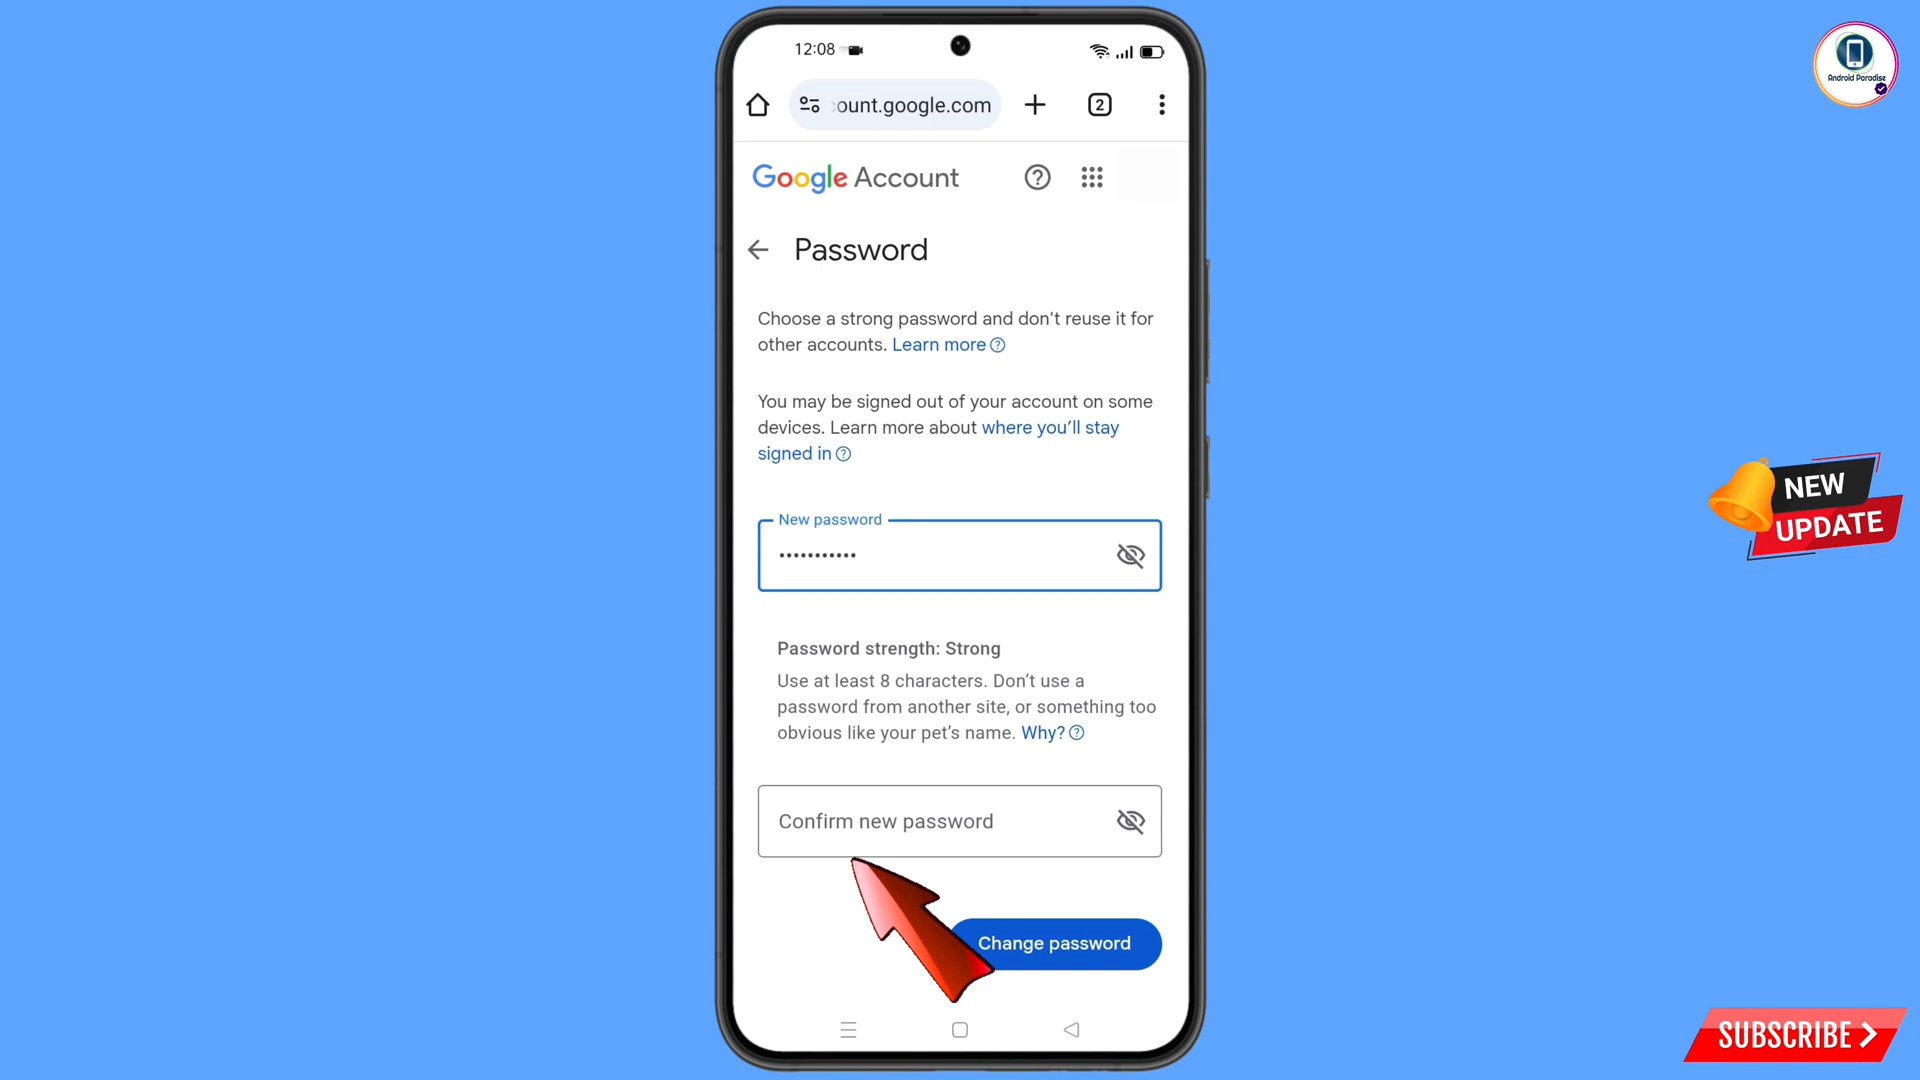 12:08
:ount.google.com
2
Google Account
Password
Choose a strong password and don't reuse it for
other accounts. Learn more
You may be signed out of your account on some
devices. Learn more about where you'll stay
signed in
New password
•••••••••••
Password strength: Strong
Use at least 8 characters. Don't use a
password from another site, or something too
obvious like your pet's name. Why?
Confirm new password
Change password
Android Paradise
NEW
UPDATE
SUBSCRIBE